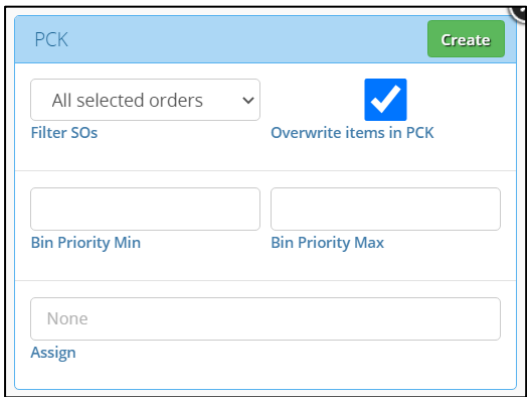 PCK Create
All selected orders
Filter SOs Overwrite items in PCK
Bin Priority Min Bin Priority Max
None
Assign